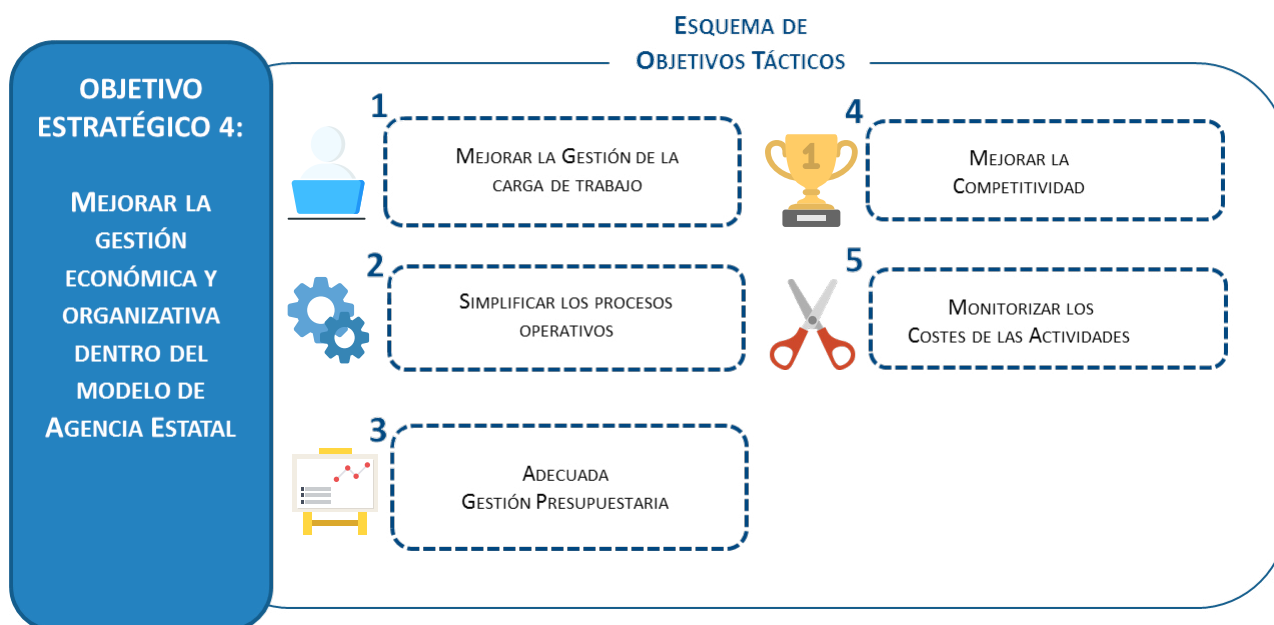 ESQUEMA DE
OBJETIVOS TÁCTICOS
OBJETIVO
ESTRATÉGICO 4:
MEJORAR LA
GESTIÓN
ECONÓMICA Y
ORGANIZATIVA
DENTRO DEL
MODELO DE
AGENCIA ESTATAL
1
MEJORAR LA GESTIÓN DE LA
CARGA DE TRABAJO
2
SIMPLIFICAR LOS PROCESOS
OPERATIVOS
3
ADECUADA
GESTIÓN PRESUPUESTARIA
4
1
MEJORAR LA
COMPETITIVIDAD
5
MONITORIZAR LOS
COSTES DE LAS ACTIVIDADES